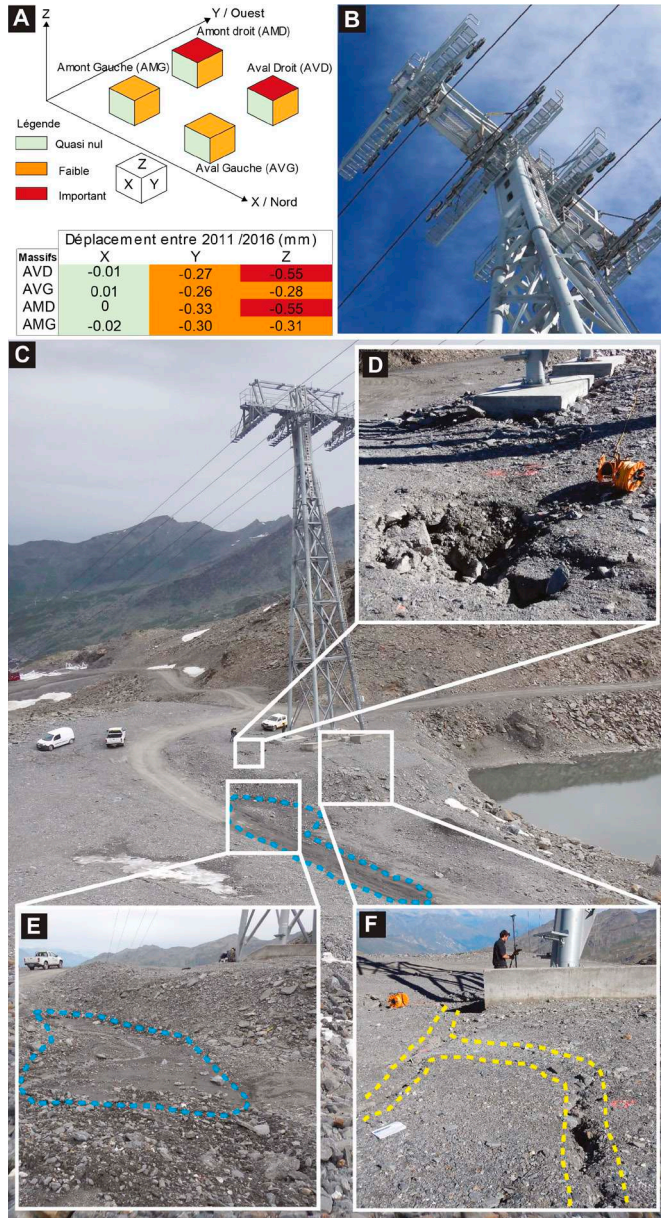 A
Z
Y / Ouest
Amont droit (AMD)
Amont Gauche (AMG)
Aval Droit (AVD)
Légende
Quasi nul
Faible
Important
Z
X Y
Aval Gauche (AVG)
X / Nord
Déplacement entre 2011 /2016 (mm)
Massifs X Y Z
AVD -0.01 -0.27 -0.55
AVG 0.01 -0.26 -0.28
AMD 0 -0.33 -0.55
AMG -0.02 -0.30 -0.31
B
C
D
E
F